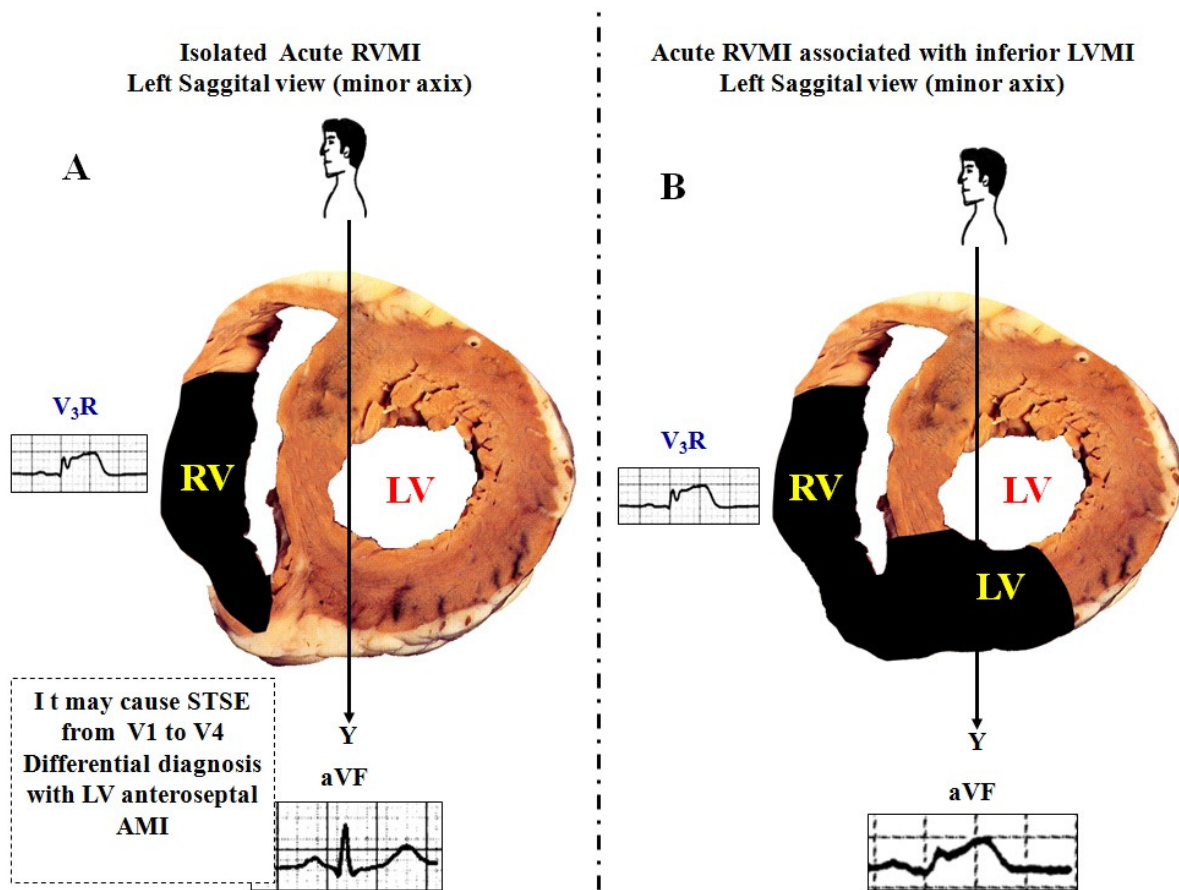 Isolated Acute RVMI
Left Saggital view (minor axix)
A
V₃R
RV
LV
I t may cause STSE
from V1 to V4
Differential diagnosis
with LV anteroseptal
AMI
Y
aVF
Acute RVMI associated with inferior LVMI
Left Saggital view (minor axix)
B
V₃R
RV
LV
LV
Y
aVF